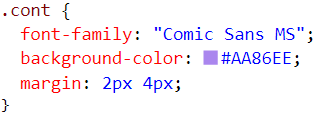 .cont {
  font-family: "Comic Sans MS";
  background-color: #AA86EE;
  margin: 2px 4px;
}